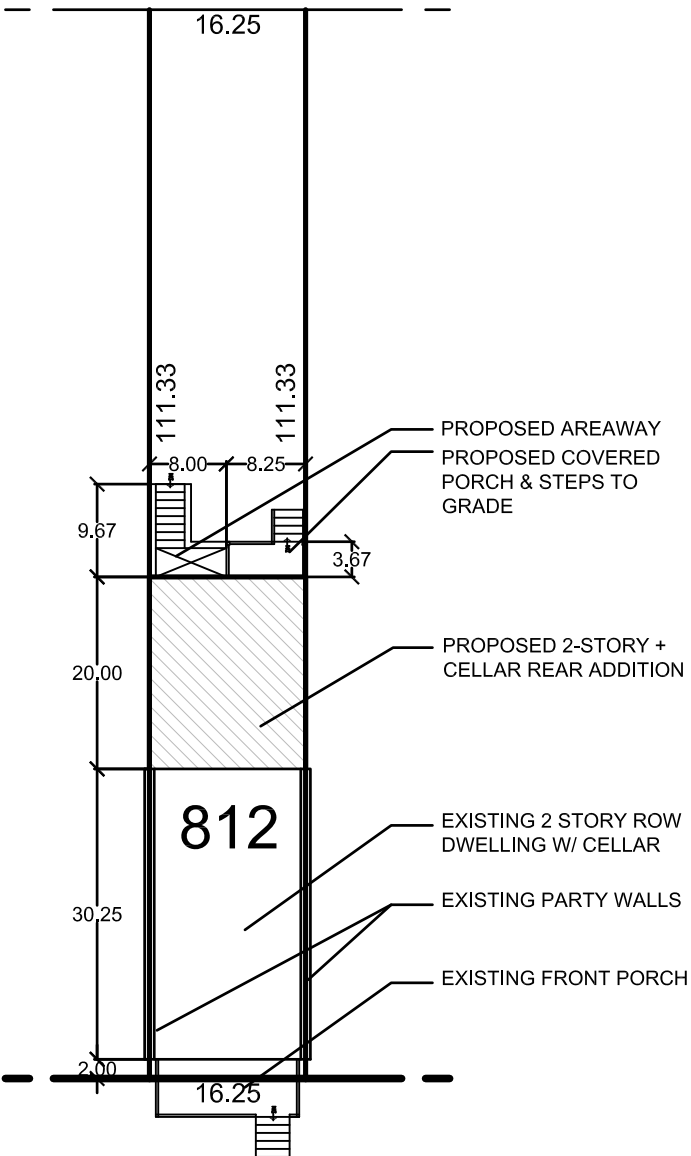 16.25
111.33
111.33
8.00
8.25
PROPOSED AREAWAY
PROPOSED COVERED
PORCH & STEPS TO
GRADE
9.67
3.67
20.00
PROPOSED 2-STORY +
CELLAR REAR ADDITION
812
EXISTING 2 STORY ROW
DWELLING W/ CELLAR
30.25
EXISTING PARTY WALLS
EXISTING FRONT PORCH
2.00
16.25